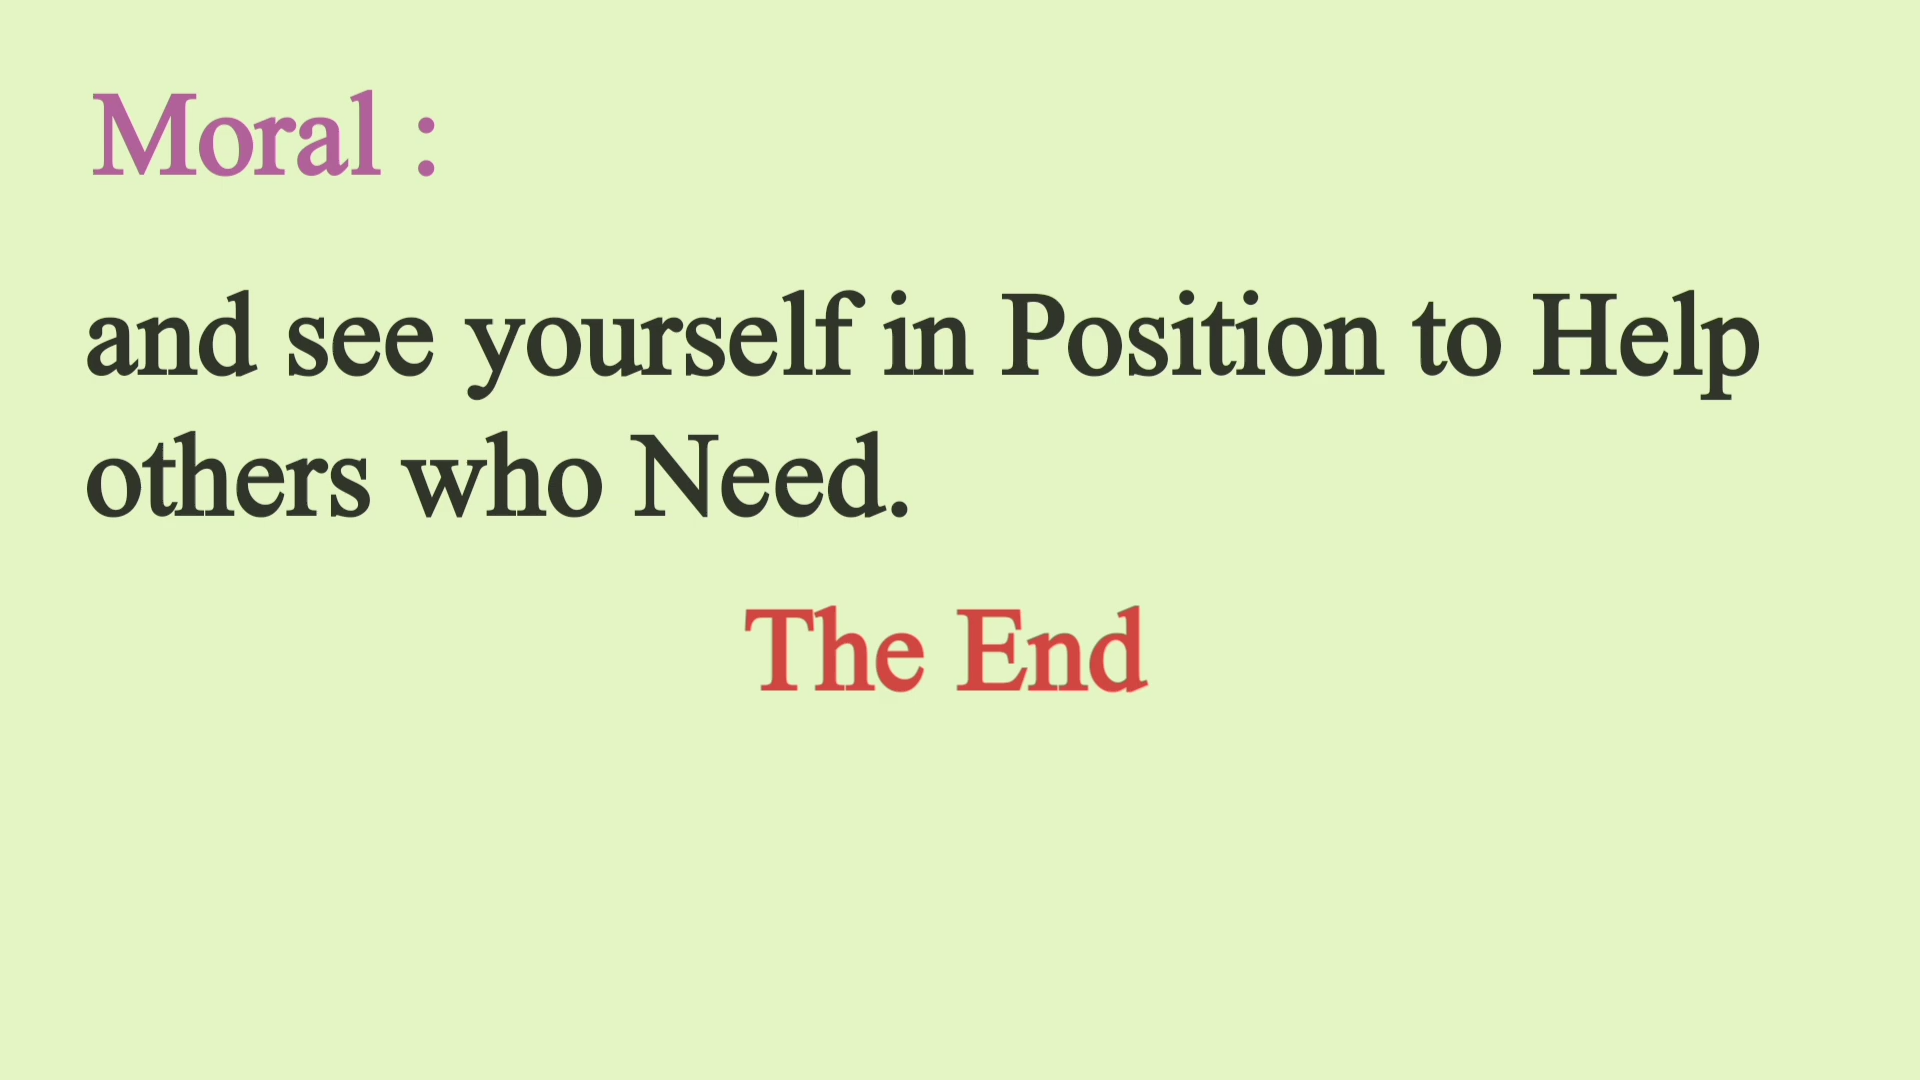 Moral :
and see yourself in Position to Help
others who Need.
The End